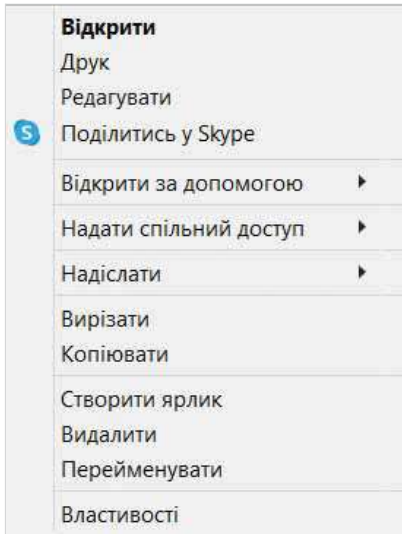 Відкрити
Друк
Редагувати
Поділитись у Skype
Відкрити за допомогою
Надати спільний доступ
Надіслати
Вирізати
Копіювати
Створити ярлик
Видалити
Перейменувати
Властивості